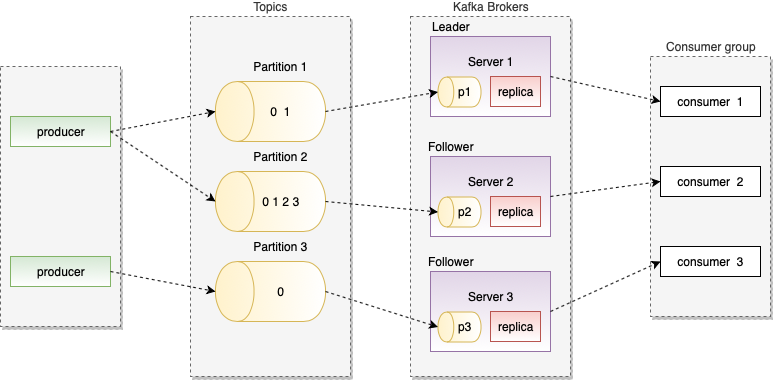 Topics
Kafka Brokers
Consumer group
producer
producer
Partition 1
0 1
Partition 2
0 1 2 3
Partition 3
0
Leader
Server 1
p1
replica
Follower
Server 2
p2
replica
Follower
Server 3
p3
replica
consumer 1
consumer 2
consumer 3